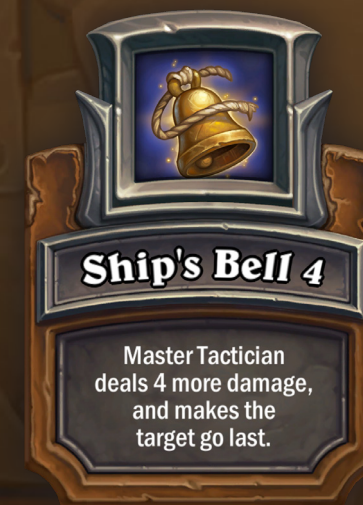 Ship's Bell 4
Master Tactician
deals 4 more damage,
and makes the
target go last.